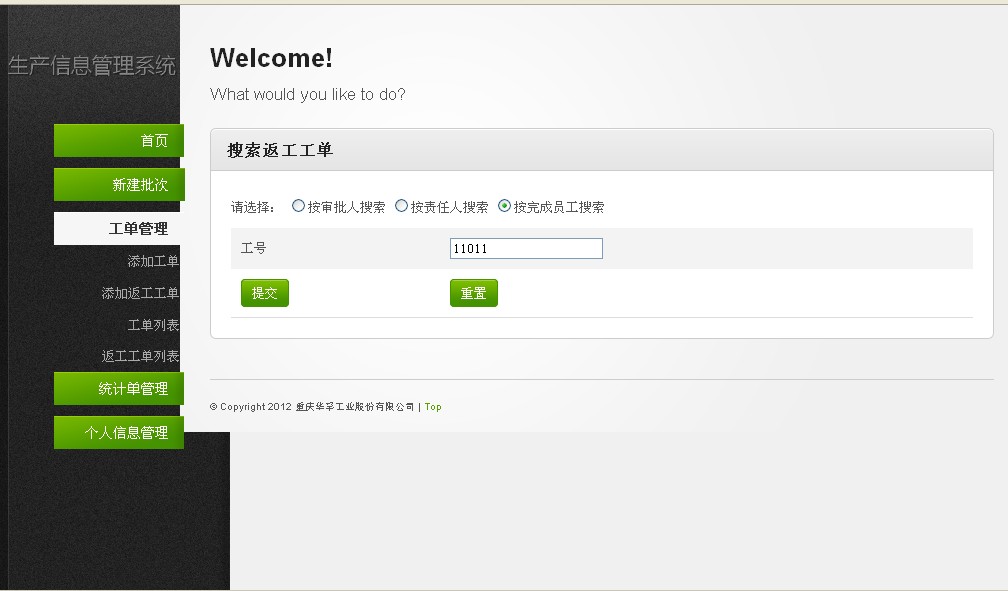 生产信息管理系统
首页
新建批次
工单管理
添加工单
添加返工工单
工单列表
返工工单列表
统计单管理
个人信息管理
Welcome!
What would you like to do?
搜索返工工单
请选择： 按审批人搜索 按责任人搜索 按完成员工搜索
工号 11011
提交 重置
© Copyright 2012 重庆华孚工业股份有限公司 | Top